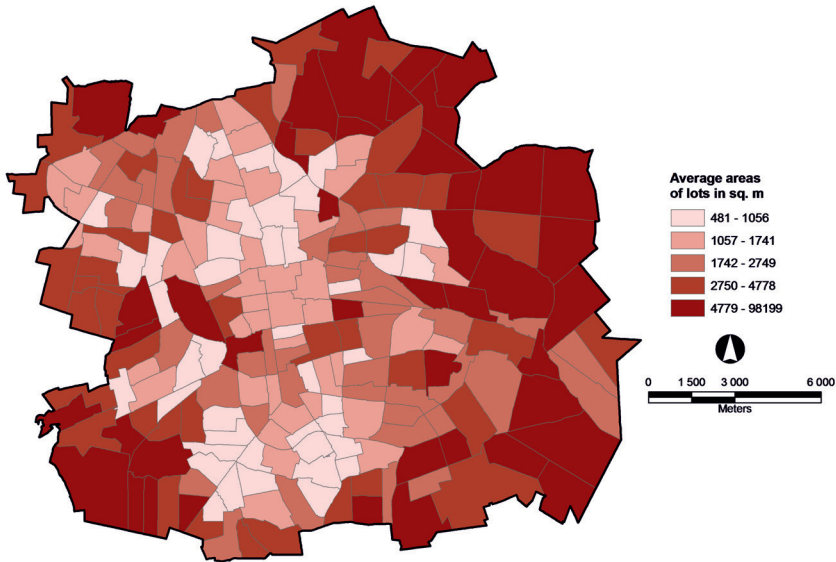 Average areas
of lots in sq. m
481 - 1056
1057 - 1741
1742 - 2749
2750 - 4778
4779 - 98199
0 1 500 3 000 6 000
Meters